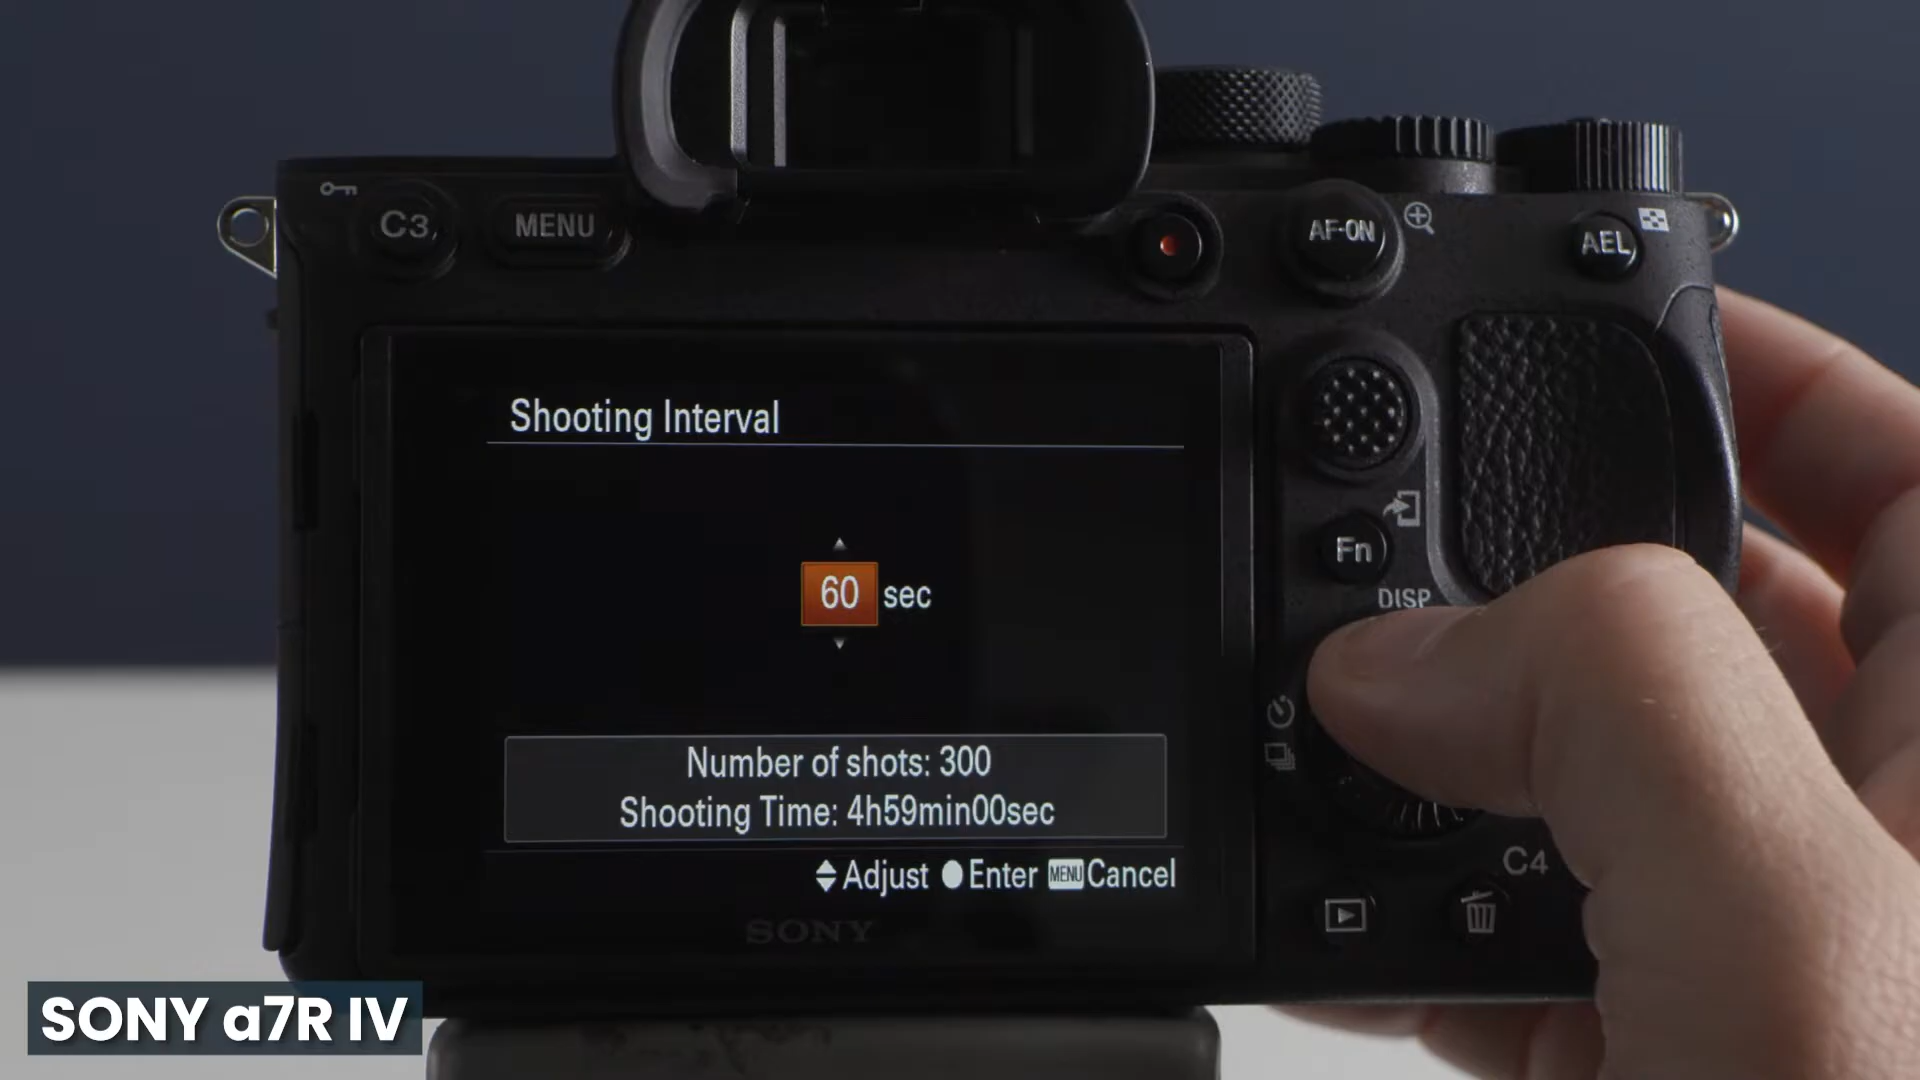 C3
MENU
AF-ON
AEL
Shooting Interval
60 sec
Fn
DISP
Number of shots: 300
Shooting Time: 4h59min00sec
Adjust Enter MENU Cancel
C4
SONY
SONY a7R IV